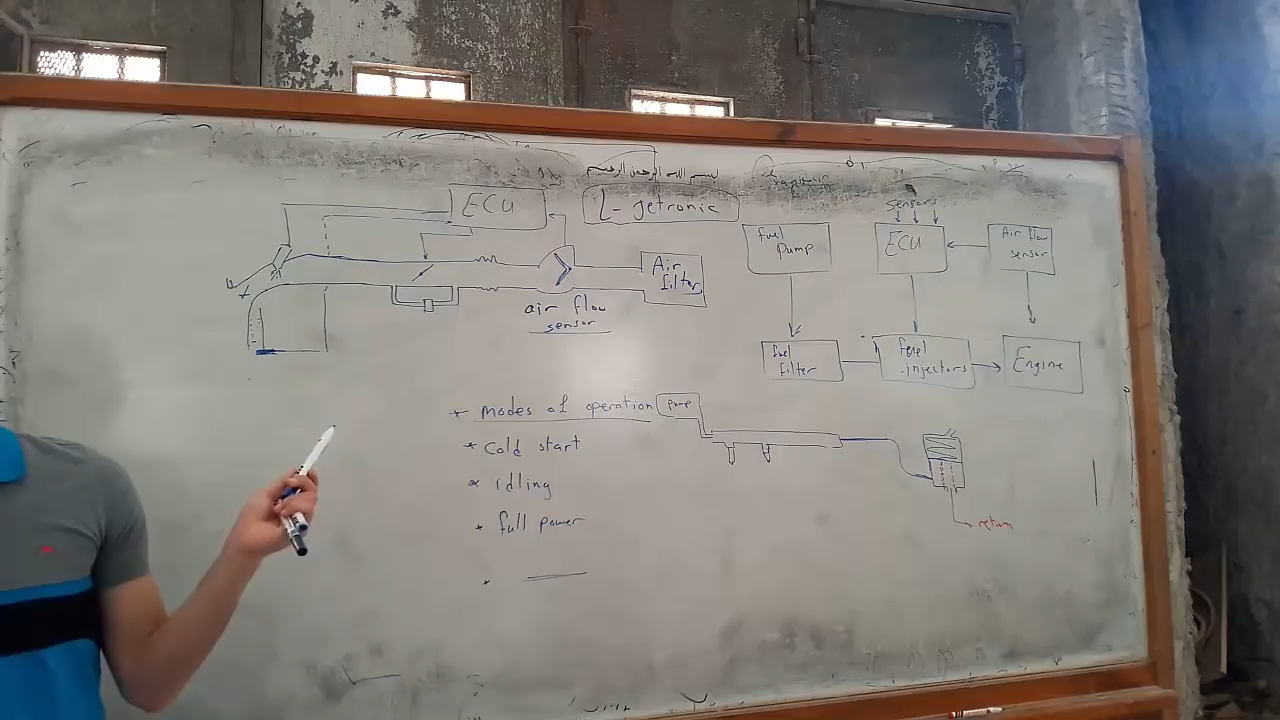 بسم الله الرحمن الرحيم
ECU
L-getronic
sensors
Fuel
Pump
ECU
Air flow
sensor
Air
filter
air flow
sensor
fuel
filter
Fuel
injectors
Engine
* modes of operation
pump
* Cold start
* idling
* full power
return